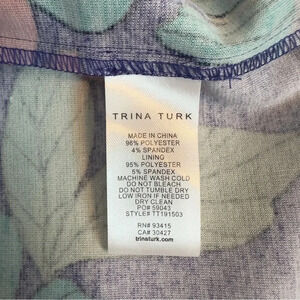 TRINA TURK
MADE IN CHINA
96% POLYESTER
4% SPANDEX
LINING
95% POLYESTER
5% SPANDEX
MACHINE WASH COLD
DO NOT BLEACH
DO NOT TUMBLE DRY
LOW IRON IF NEEDED
DRY CLEAN
PO# 59043
STYLE# TT191503
RN# 93415
CA# 30427
trinaturk.com